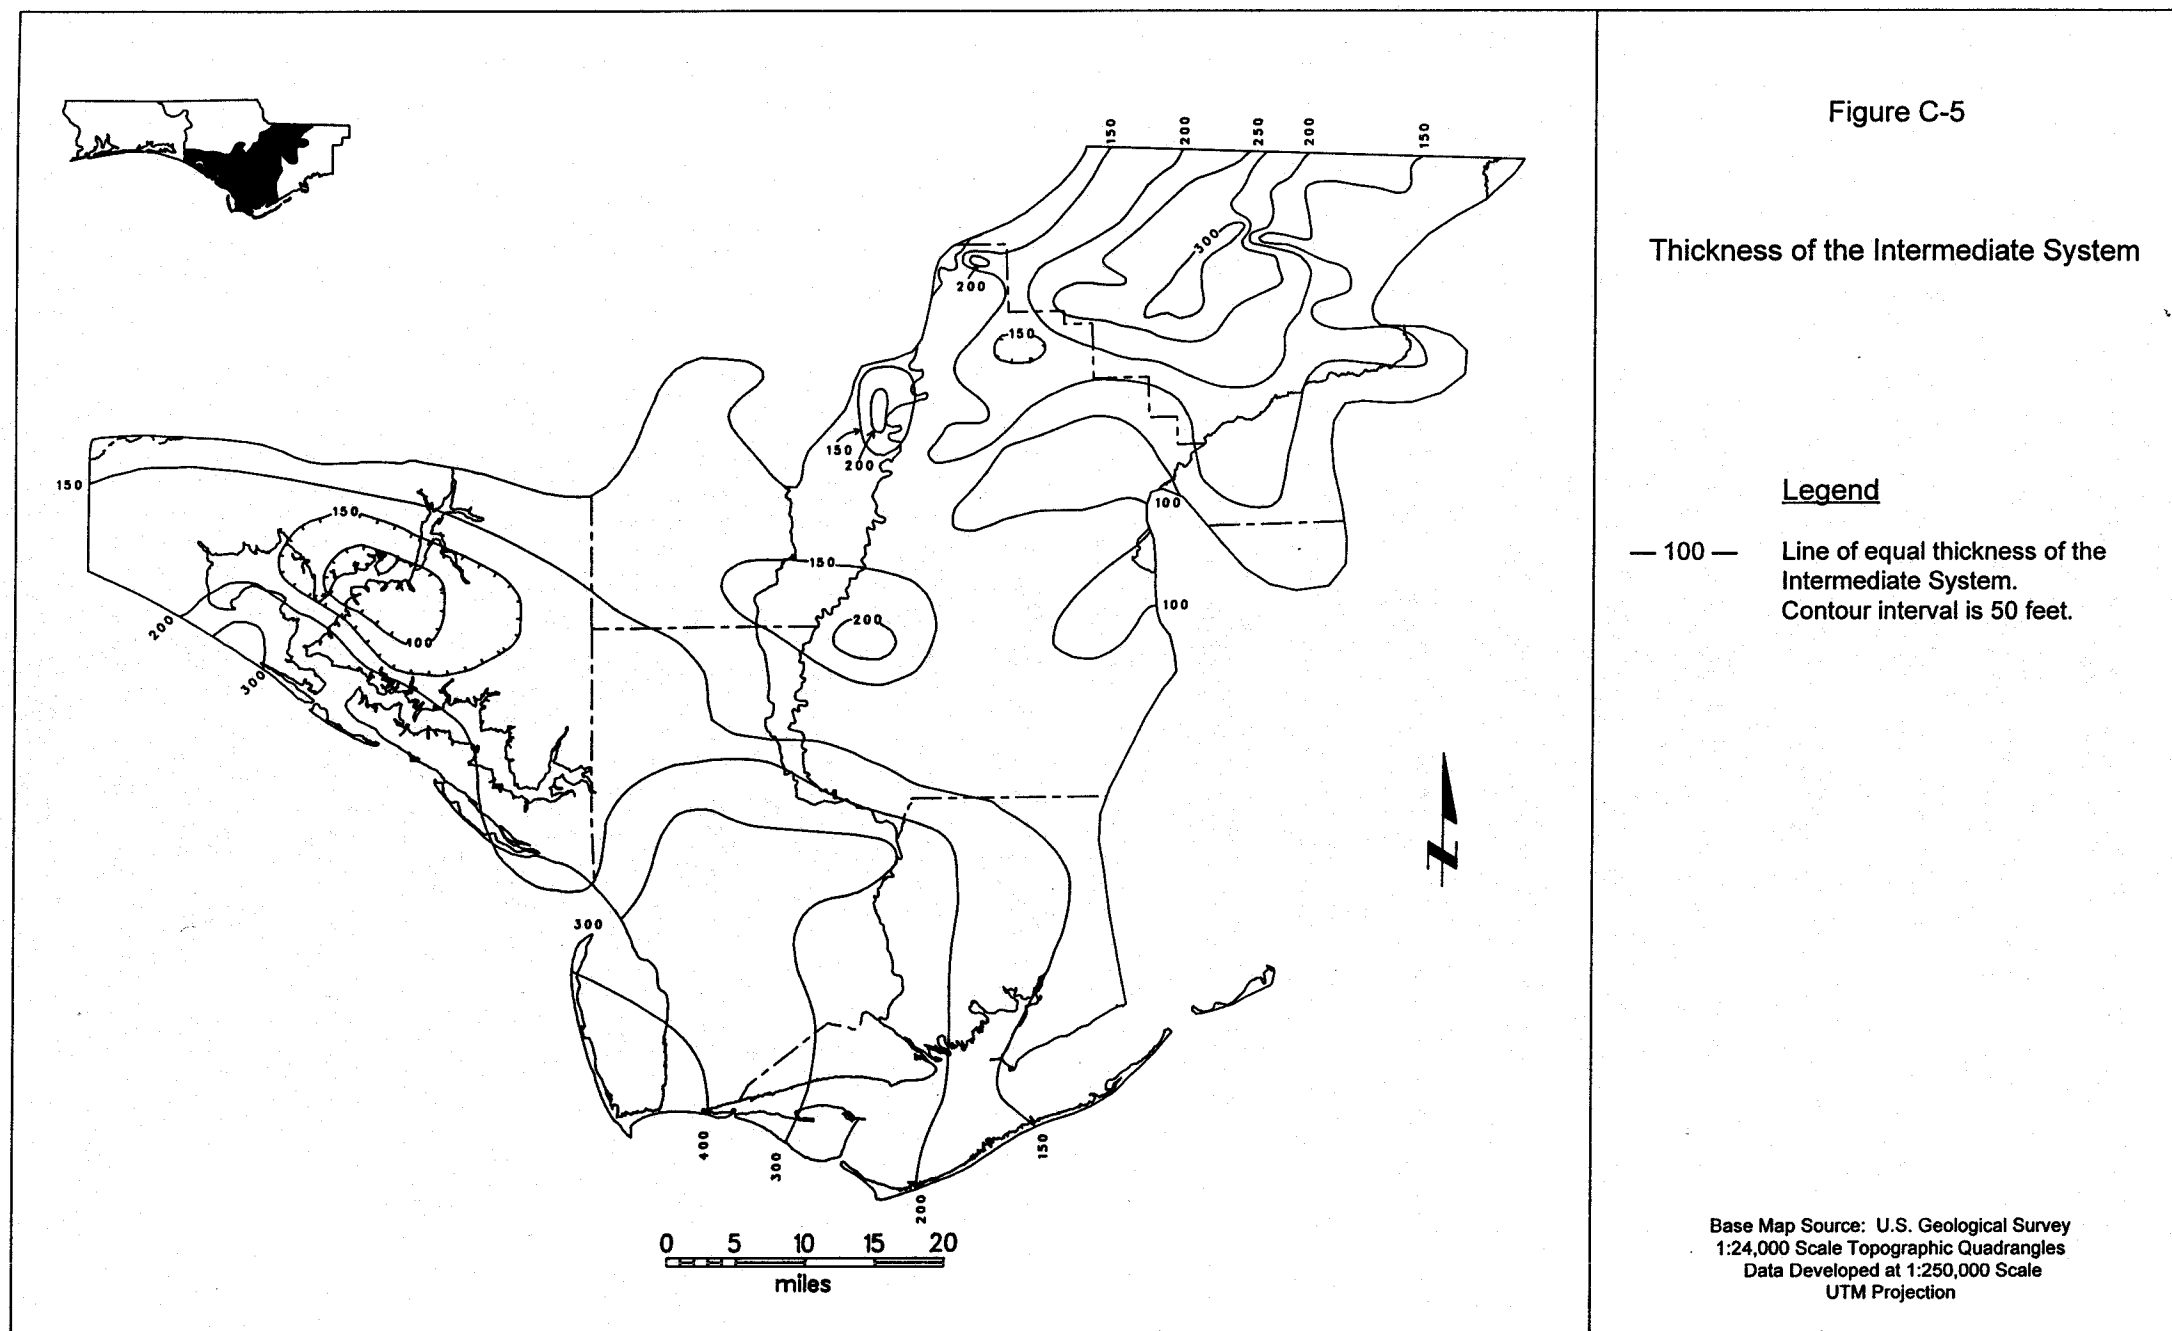 Figure C-5
Thickness of the Intermediate System
Legend
— 100 —
Line of equal thickness of the
Intermediate System.
Contour interval is 50 feet.
150
200
250
200
150
300
200
150
150
200
150
150
100
200
300
150
200
100
100
300
400
300
200
150
0 5 10 15 20
miles
Base Map Source: U.S. Geological Survey
1:24,000 Scale Topographic Quadrangles
Data Developed at 1:250,000 Scale
UTM Projection